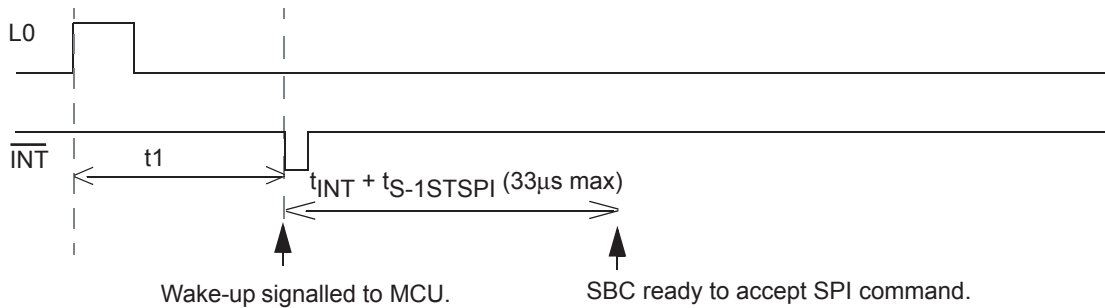 L0
INT
t1
tINT + tS-1STSPI (33μs max)
Wake-up signalled to MCU.
SBC ready to accept SPI command.